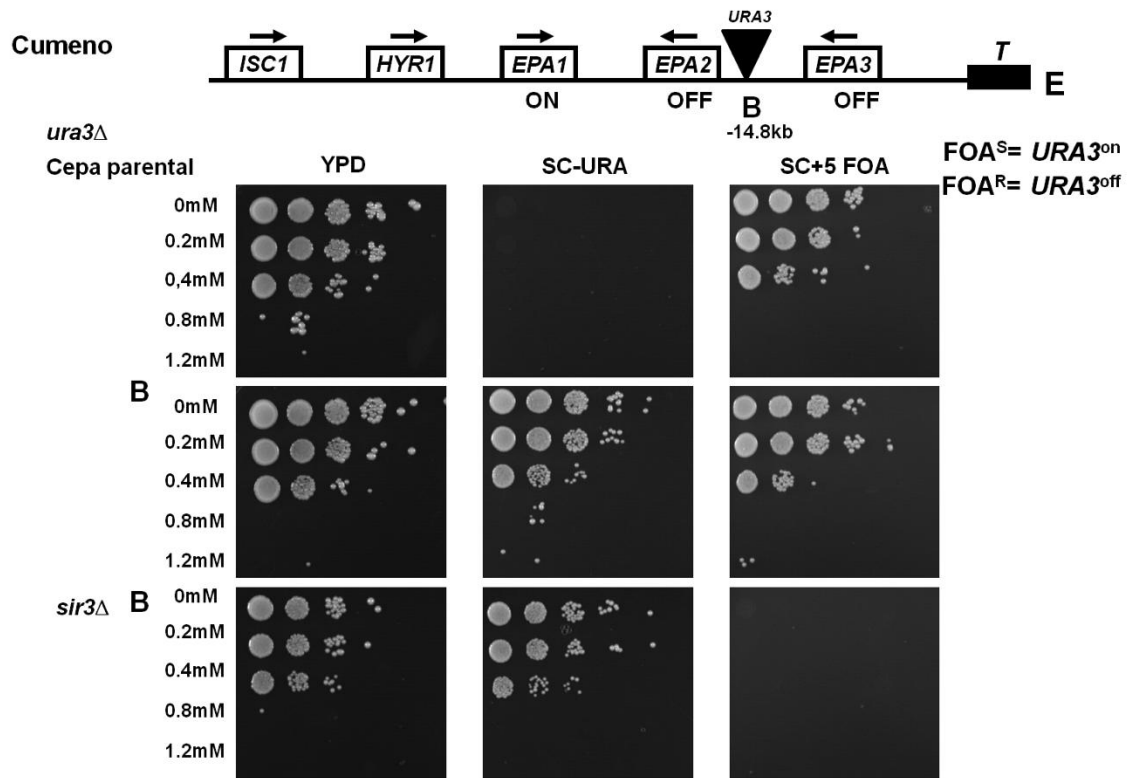 URA3
Cumeno
ISC1 HYR1 EPA1 EPA2 EPA3 T
E
ON OFF B OFF
-14.8kb
ura3Δ
Cepa parental YPD SC-URA SC+5 FOA
FOAS= URA3on
FOAR= URA3off
0mM
0.2mM
0,4mM
0.8mM
1.2mM
B
0mM
0.2mM
0.4mM
0.8mM
1.2mM
sir3Δ B
0mM
0.2mM
0.4mM
0.8mM
1.2mM